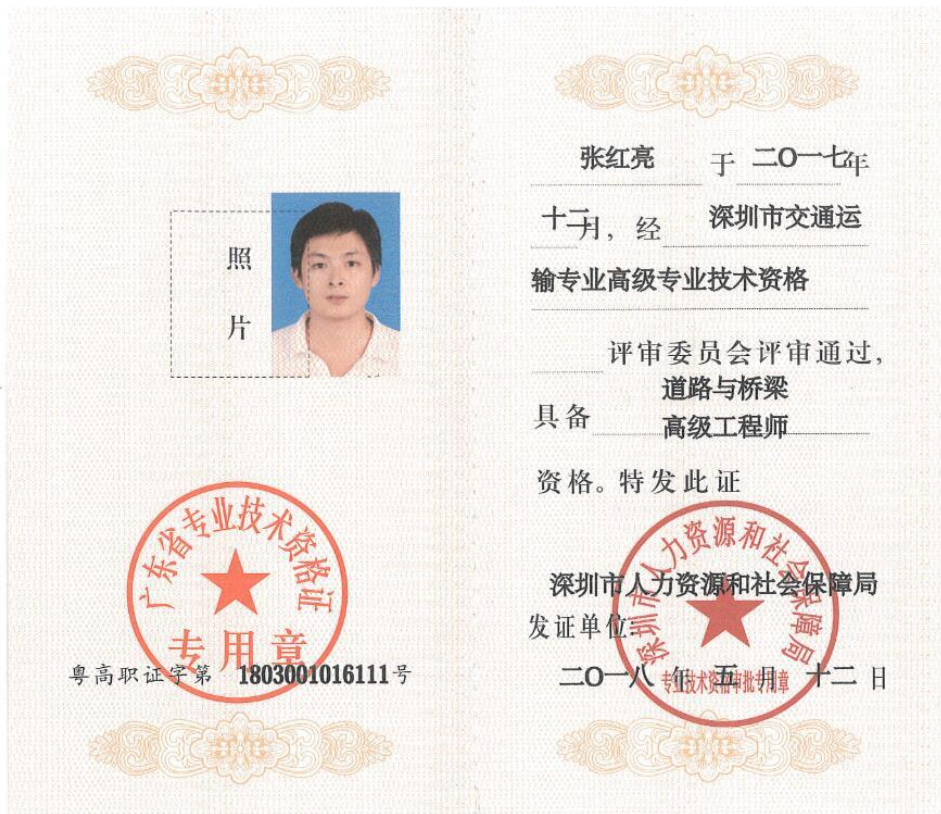 照
片
广东省专业技术资格证
专用章
粤高职证字第 1803001016111号
张红亮 于 二O一七年
十二月，经 深圳市交通运
输专业高级专业技术资格
评审委员会评审通过，
道路与桥梁
具备
高级工程师
资格。特发此证
深圳市人力资源和社会保障局
深圳市人力资源和社会保障局
发证单位:
二O一八 年 五 月 十二 日
专业技术资格审批专用章